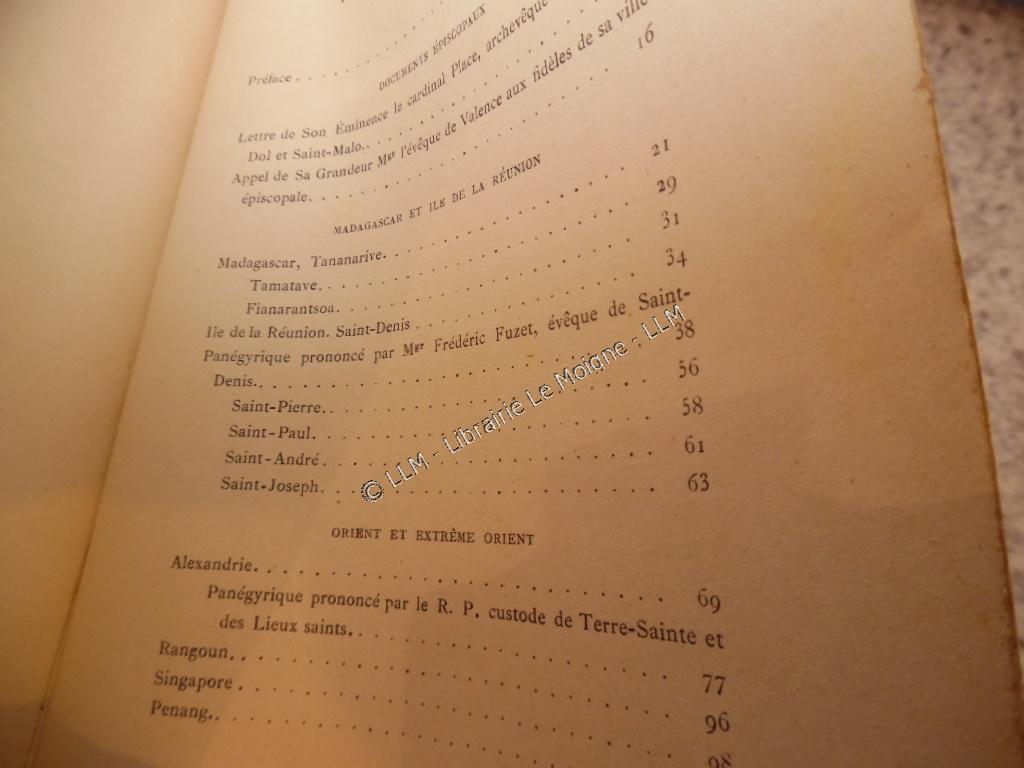 Préface . . . . . . . . . .
DOCUMENTS ÉPISCOPAUX
Lettre de Son Éminence le cardinal Place, archevêque
Dol et Saint-Malo. . . . . . . . . . .
Appel de Sa Grandeur Mgr l'évêque de Valence aux fidèles de sa ville
épiscopale. . . . . . . . . . . . . 16
MADAGASCAR ET ILE DE LA RÉUNION
Madagascar, Tananarive. . . . . . . . . . . 21
Tamatave. . . . . . . . . . . . . 29
Fianarantsoa. . . . . . . . . . . . 31
Ile de la Réunion. Saint-Denis . . . . . . . . . 34
Panégyrique prononcé par Mgr Frédéric Fuzet, évêque de Saint-
Denis. . . . . . . . . . . . . . 38
Saint-Pierre. . . . . . . . . . . . . 56
Saint-Paul. . . . . . . . . . . . . 58
Saint-André. . . . . . . . . . . . . 61
Saint-Joseph. . . . . . . . . . . . . 63
© LLM - Librairie Le Moigne - LLM
ORIENT ET EXTRÊME ORIENT
Alexandrie. . . . . . . . . . . . . . 69
Panégyrique prononcé par le R. P. custode de Terre-Sainte et
des Lieux saints. . . . . . . . . . . . 77
Rangoun. . . . . . . . . . . . . . 96
Singapore . . . . . . . . . . . . . 98
Penang. . . . . . . . . . . . . .